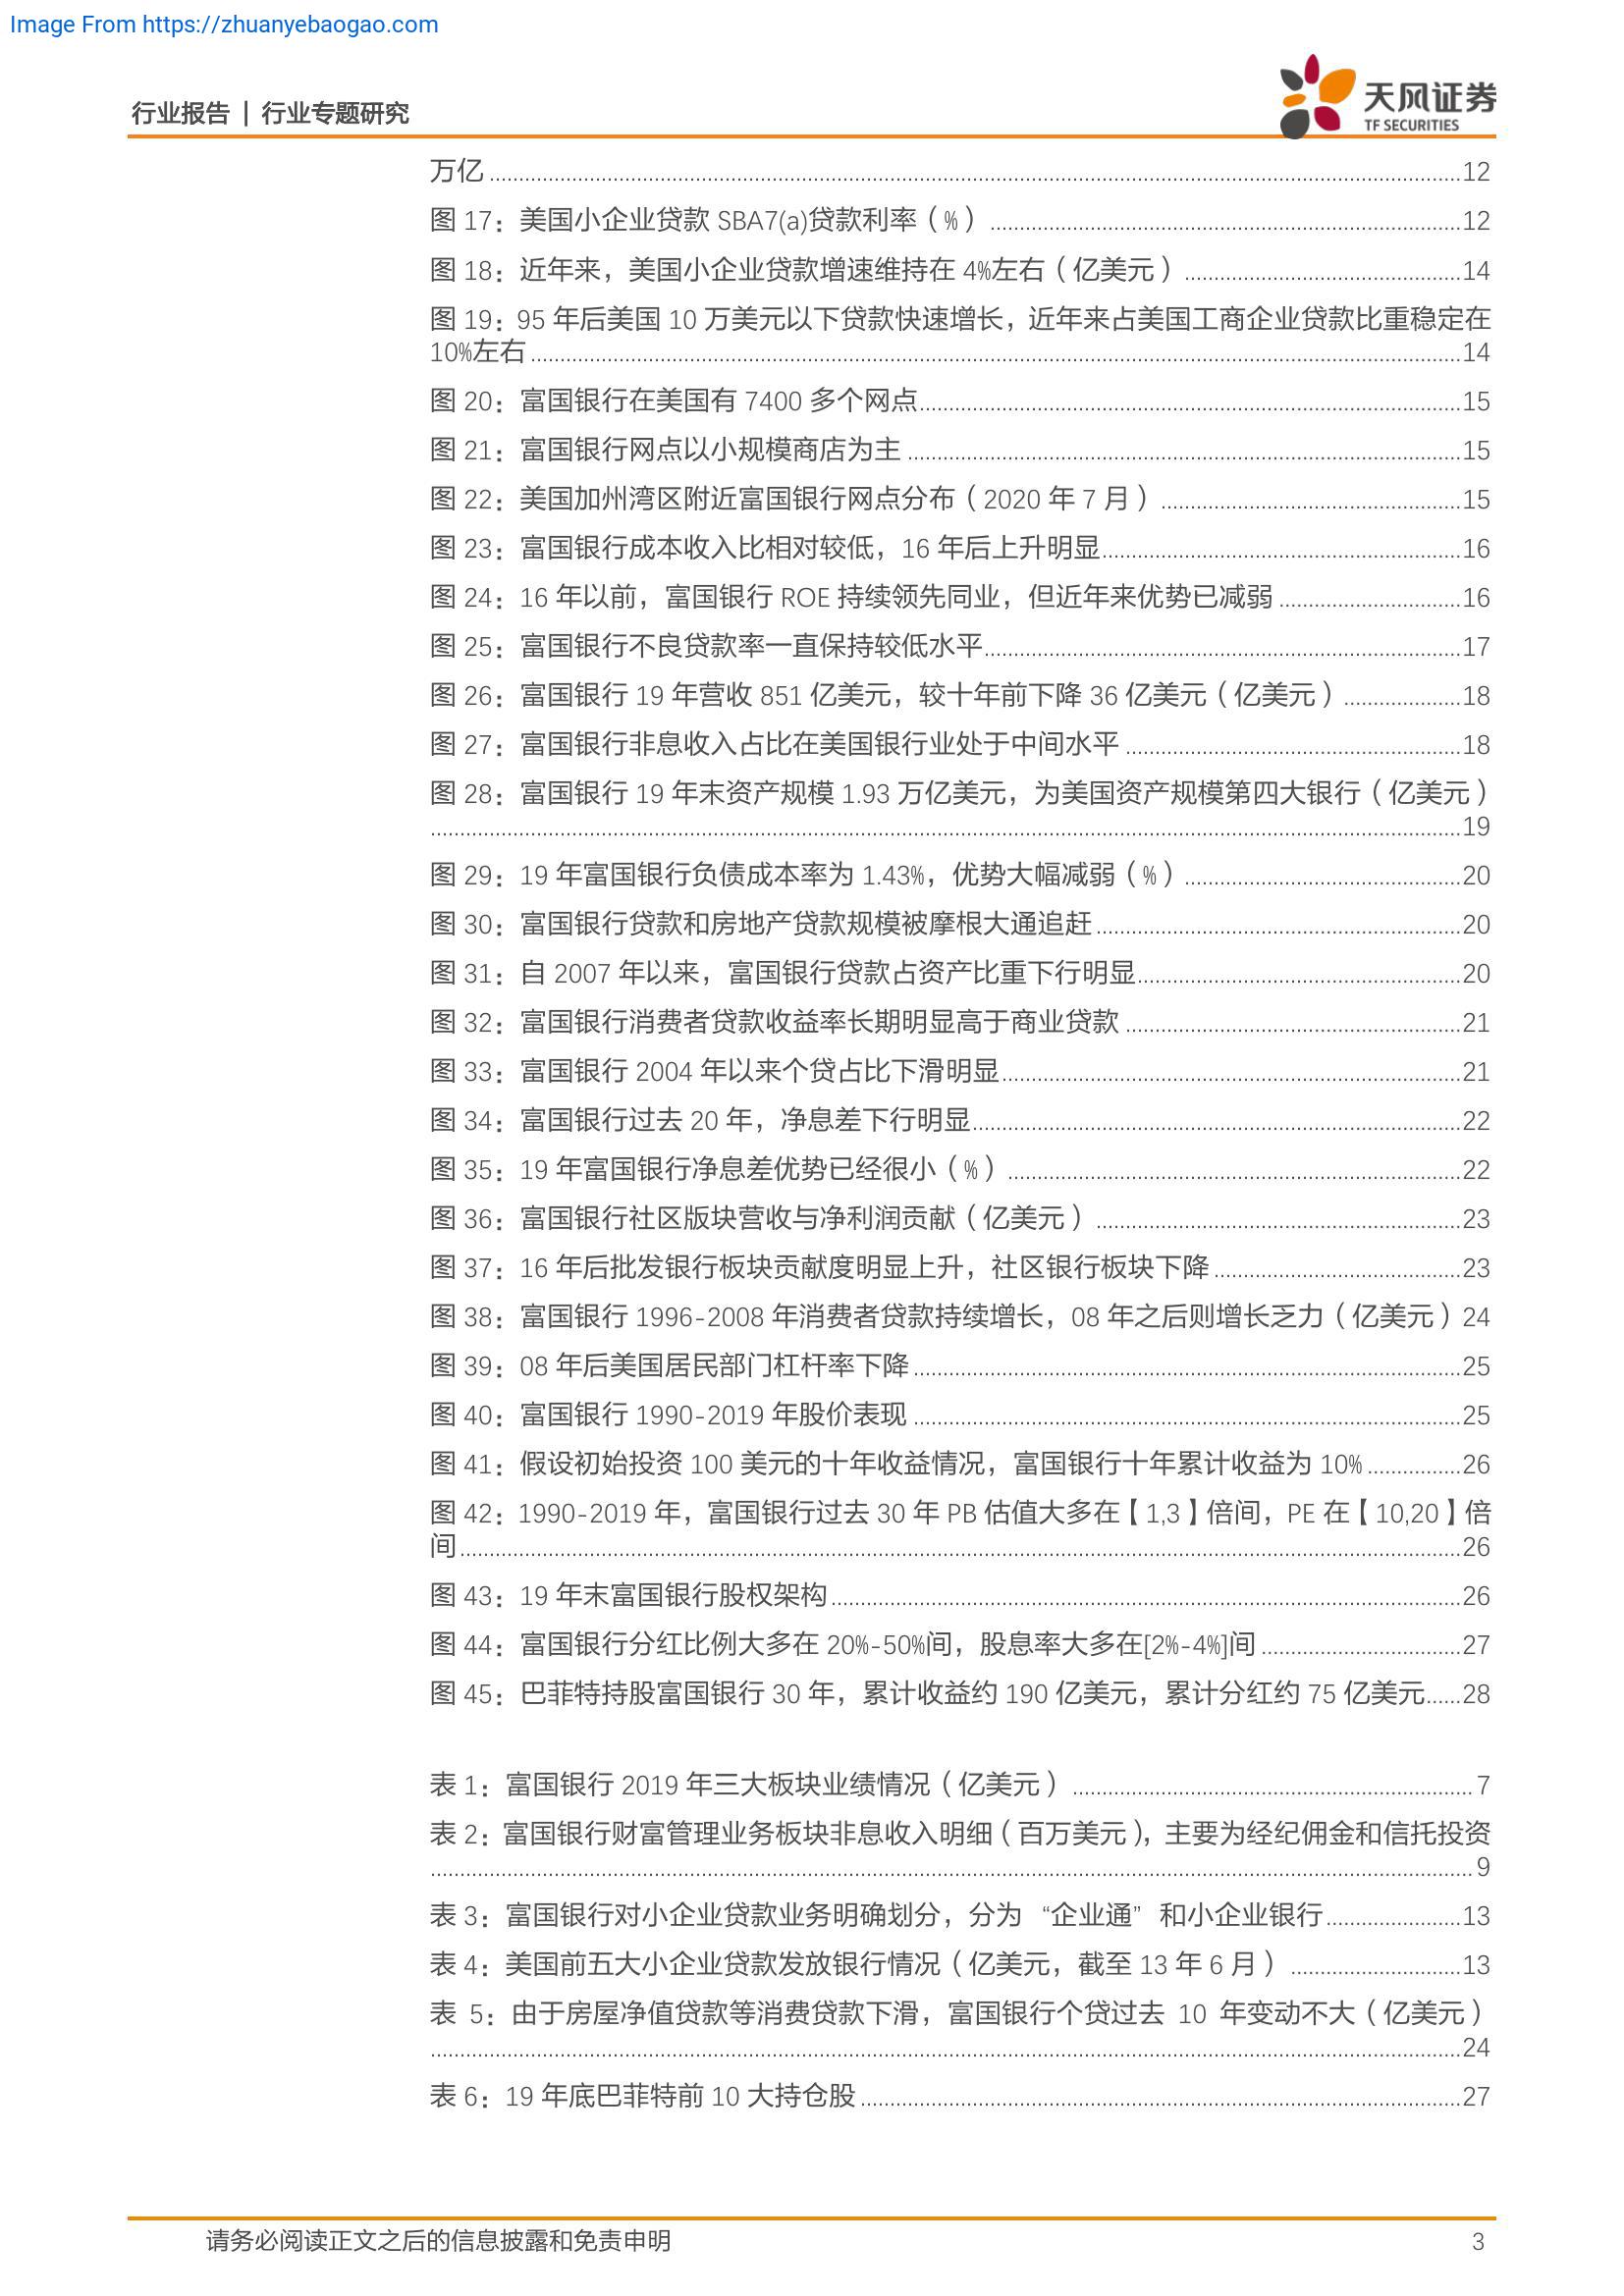 Image From https://zhuanyebaogao.com
行业报告 | 行业专题研究
天风证券
TF SECURITIES
万亿 12
图 17：美国小企业贷款 SBA7(a)贷款利率（%） 12
图 18：近年来，美国小企业贷款增速维持在 4%左右（亿美元） 14
图 19：95 年后美国 10 万美元以下贷款快速增长，近年来占美国工商企业贷款比重稳定在
10%左右 14
图 20：富国银行在美国有 7400 多个网点 15
图 21：富国银行网点以小规模商店为主 15
图 22：美国加州湾区附近富国银行网点分布（2020 年 7 月） 15
图 23：富国银行成本收入比相对较低，16 年后上升明显 16
图 24：16 年以前，富国银行 ROE 持续领先同业，但近年来优势已减弱 16
图 25：富国银行不良贷款率一直保持较低水平 17
图 26：富国银行 19 年营收 851 亿美元，较十年前下降 36 亿美元（亿美元） 18
图 27：富国银行非息收入占比在美国银行业处于中间水平 18
图 28：富国银行 19 年末资产规模 1.93 万亿美元，为美国资产规模第四大银行（亿美元）
19
图 29：19 年富国银行负债成本率为 1.43%，优势大幅减弱（%） 20
图 30：富国银行贷款和房地产贷款规模被摩根大通追赶 20
图 31：自 2007 年以来，富国银行贷款占资产比重下行明显 20
图 32：富国银行消费者贷款收益率长期明显高于商业贷款 21
图 33：富国银行 2004 年以来个贷占比下滑明显 21
图 34：富国银行过去 20 年，净息差下行明显 22
图 35：19 年富国银行净息差优势已经很小（%） 22
图 36：富国银行社区版块营收与净利润贡献（亿美元） 23
图 37：16 年后批发银行板块贡献度明显上升，社区银行板块下降 23
图 38：富国银行 1996-2008 年消费者贷款持续增长，08 年之后则增长乏力（亿美元） 24
图 39：08 年后美国居民部门杠杆率下降 25
图 40：富国银行 1990-2019 年股价表现 25
图 41：假设初始投资 100 美元的十年收益情况，富国银行十年累计收益为 10% 26
图 42：1990-2019 年，富国银行过去 30 年 PB 估值大多在【1,3】倍间，PE 在【10,20】倍
间 26
图 43：19 年末富国银行股权架构 26
图 44：富国银行分红比例大多在 20%-50%间，股息率大多在[2%-4%]间 27
图 45：巴菲特持股富国银行 30 年，累计收益约 190 亿美元，累计分红约 75 亿美元 28
表 1：富国银行 2019 年三大板块业绩情况（亿美元） 7
表 2：富国银行财富管理业务板块非息收入明细（百万美元），主要为经纪佣金和信托投资
9
表 3：富国银行对小企业贷款业务明确划分，分为 “企业通” 和小企业银行 13
表 4：美国前五大小企业贷款发放银行情况（亿美元，截至 13 年 6 月） 13
表 5：由于房屋净值贷款等消费贷款下滑，富国银行个贷过去 10 年变动不大（亿美元）
24
表 6：19 年底巴菲特前 10 大持仓股 27
请务必阅读正文之后的信息披露和免责申明 3